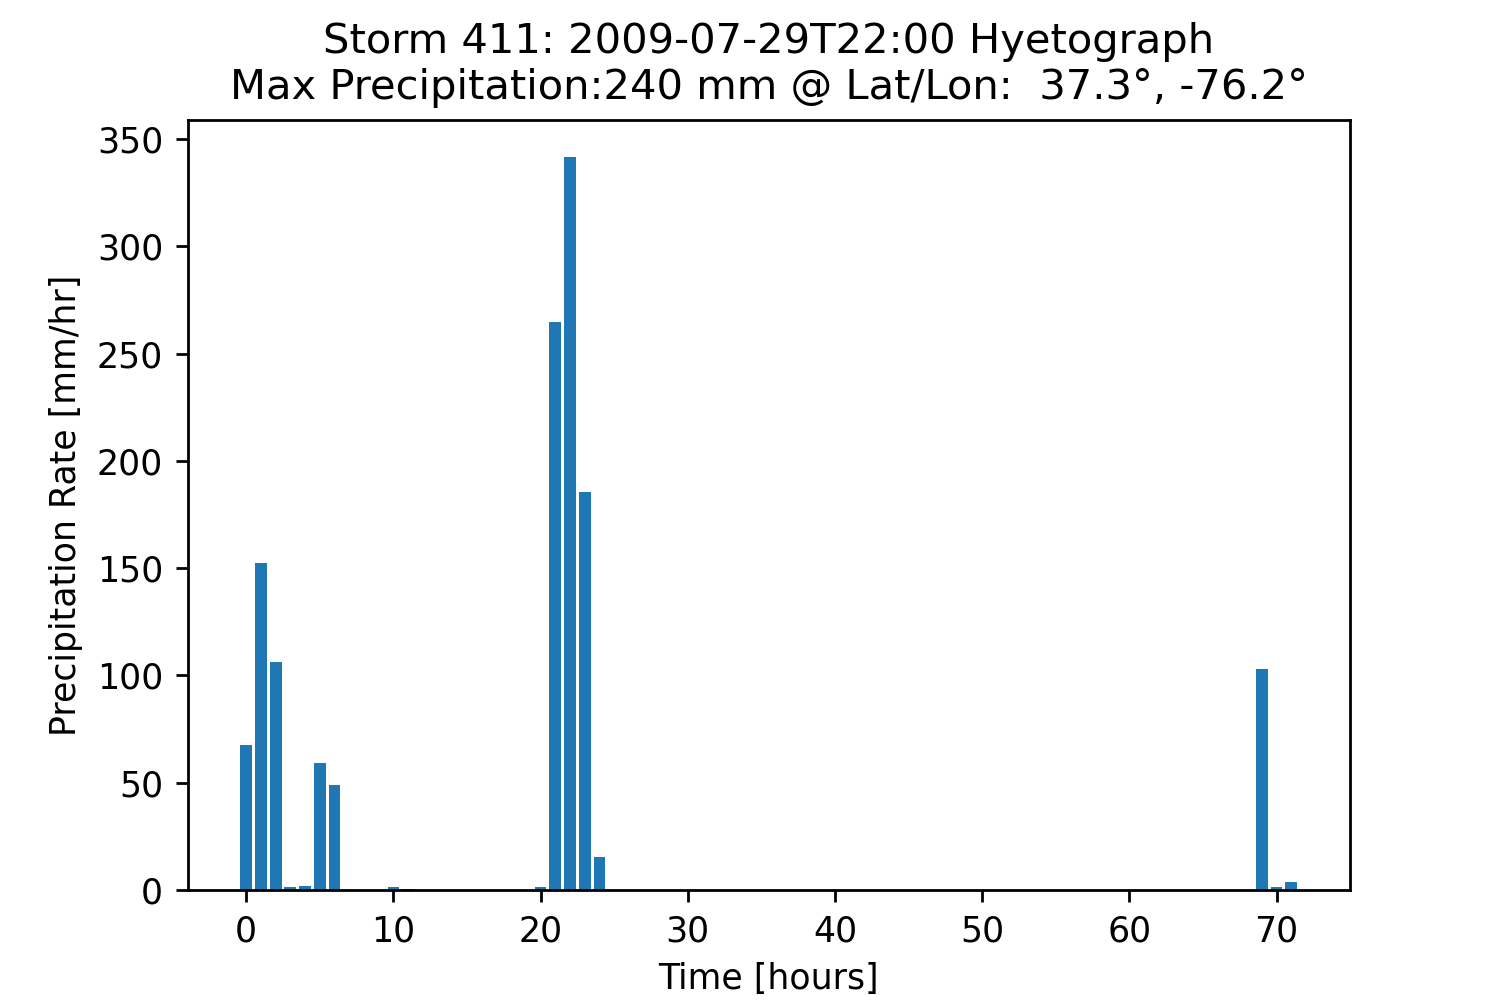 Storm 411: 2009-07-29T22:00 Hyetograph
Max Precipitation:240 mm @ Lat/Lon:  37.3°, -76.2°
350
300
250
200
150
100
50
0
Precipitation Rate [mm/hr]
0 10 20 30 40 50 60 70
Time [hours]